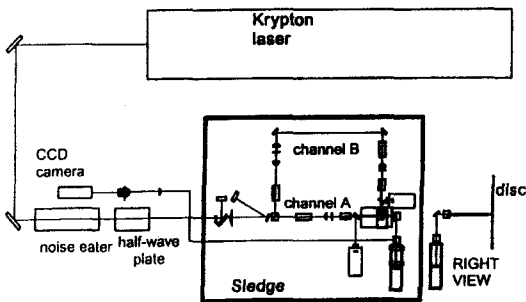 Krypton
laser
CCD
camera
channel B
channel A
disc
noise eater
half-wave
plate
Sledge
RIGHT
VIEW